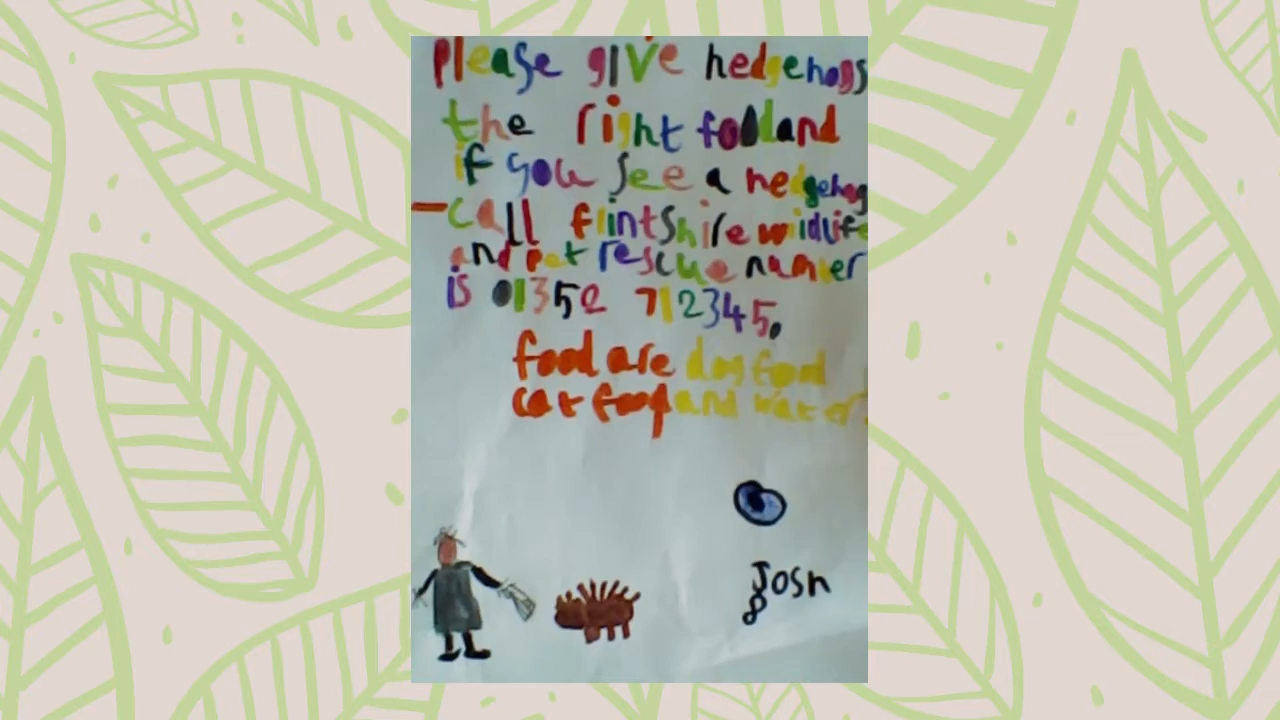 Please give hedgehogs
the right food and
if you see a hedgehog
call flintshire wildlife
and pet rescue number
is 01352 712345.
food are dog food
cat food and water
Josh
8